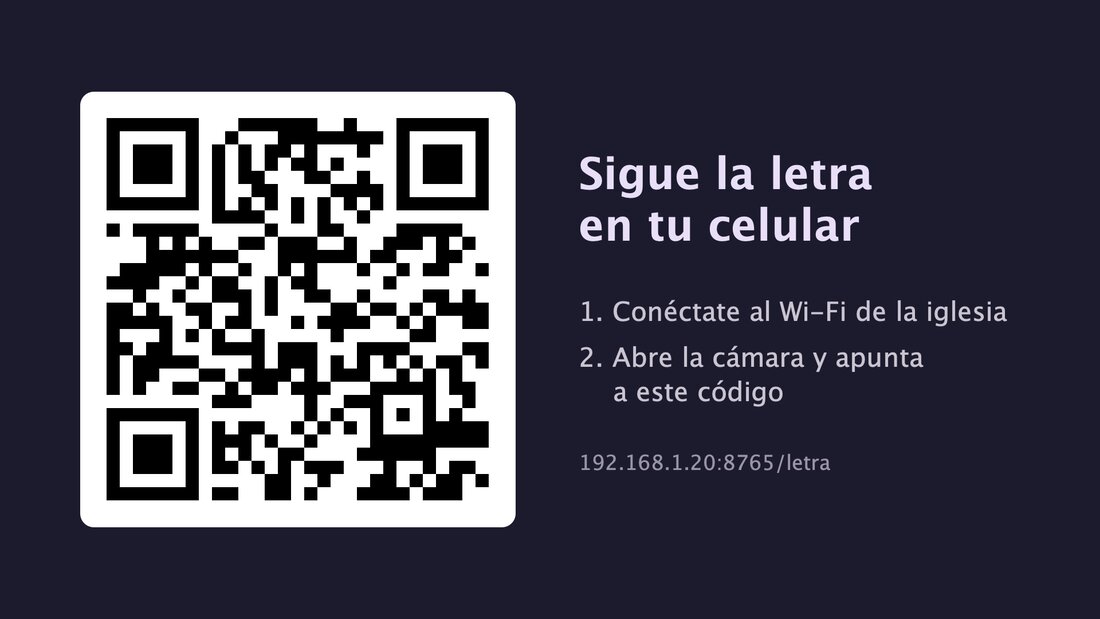 Sigue la letra
en tu celular
1. Conéctate al Wi-Fi de la iglesia
2. Abre la cámara y apunta
a este código
192.168.1.20:8765/letra